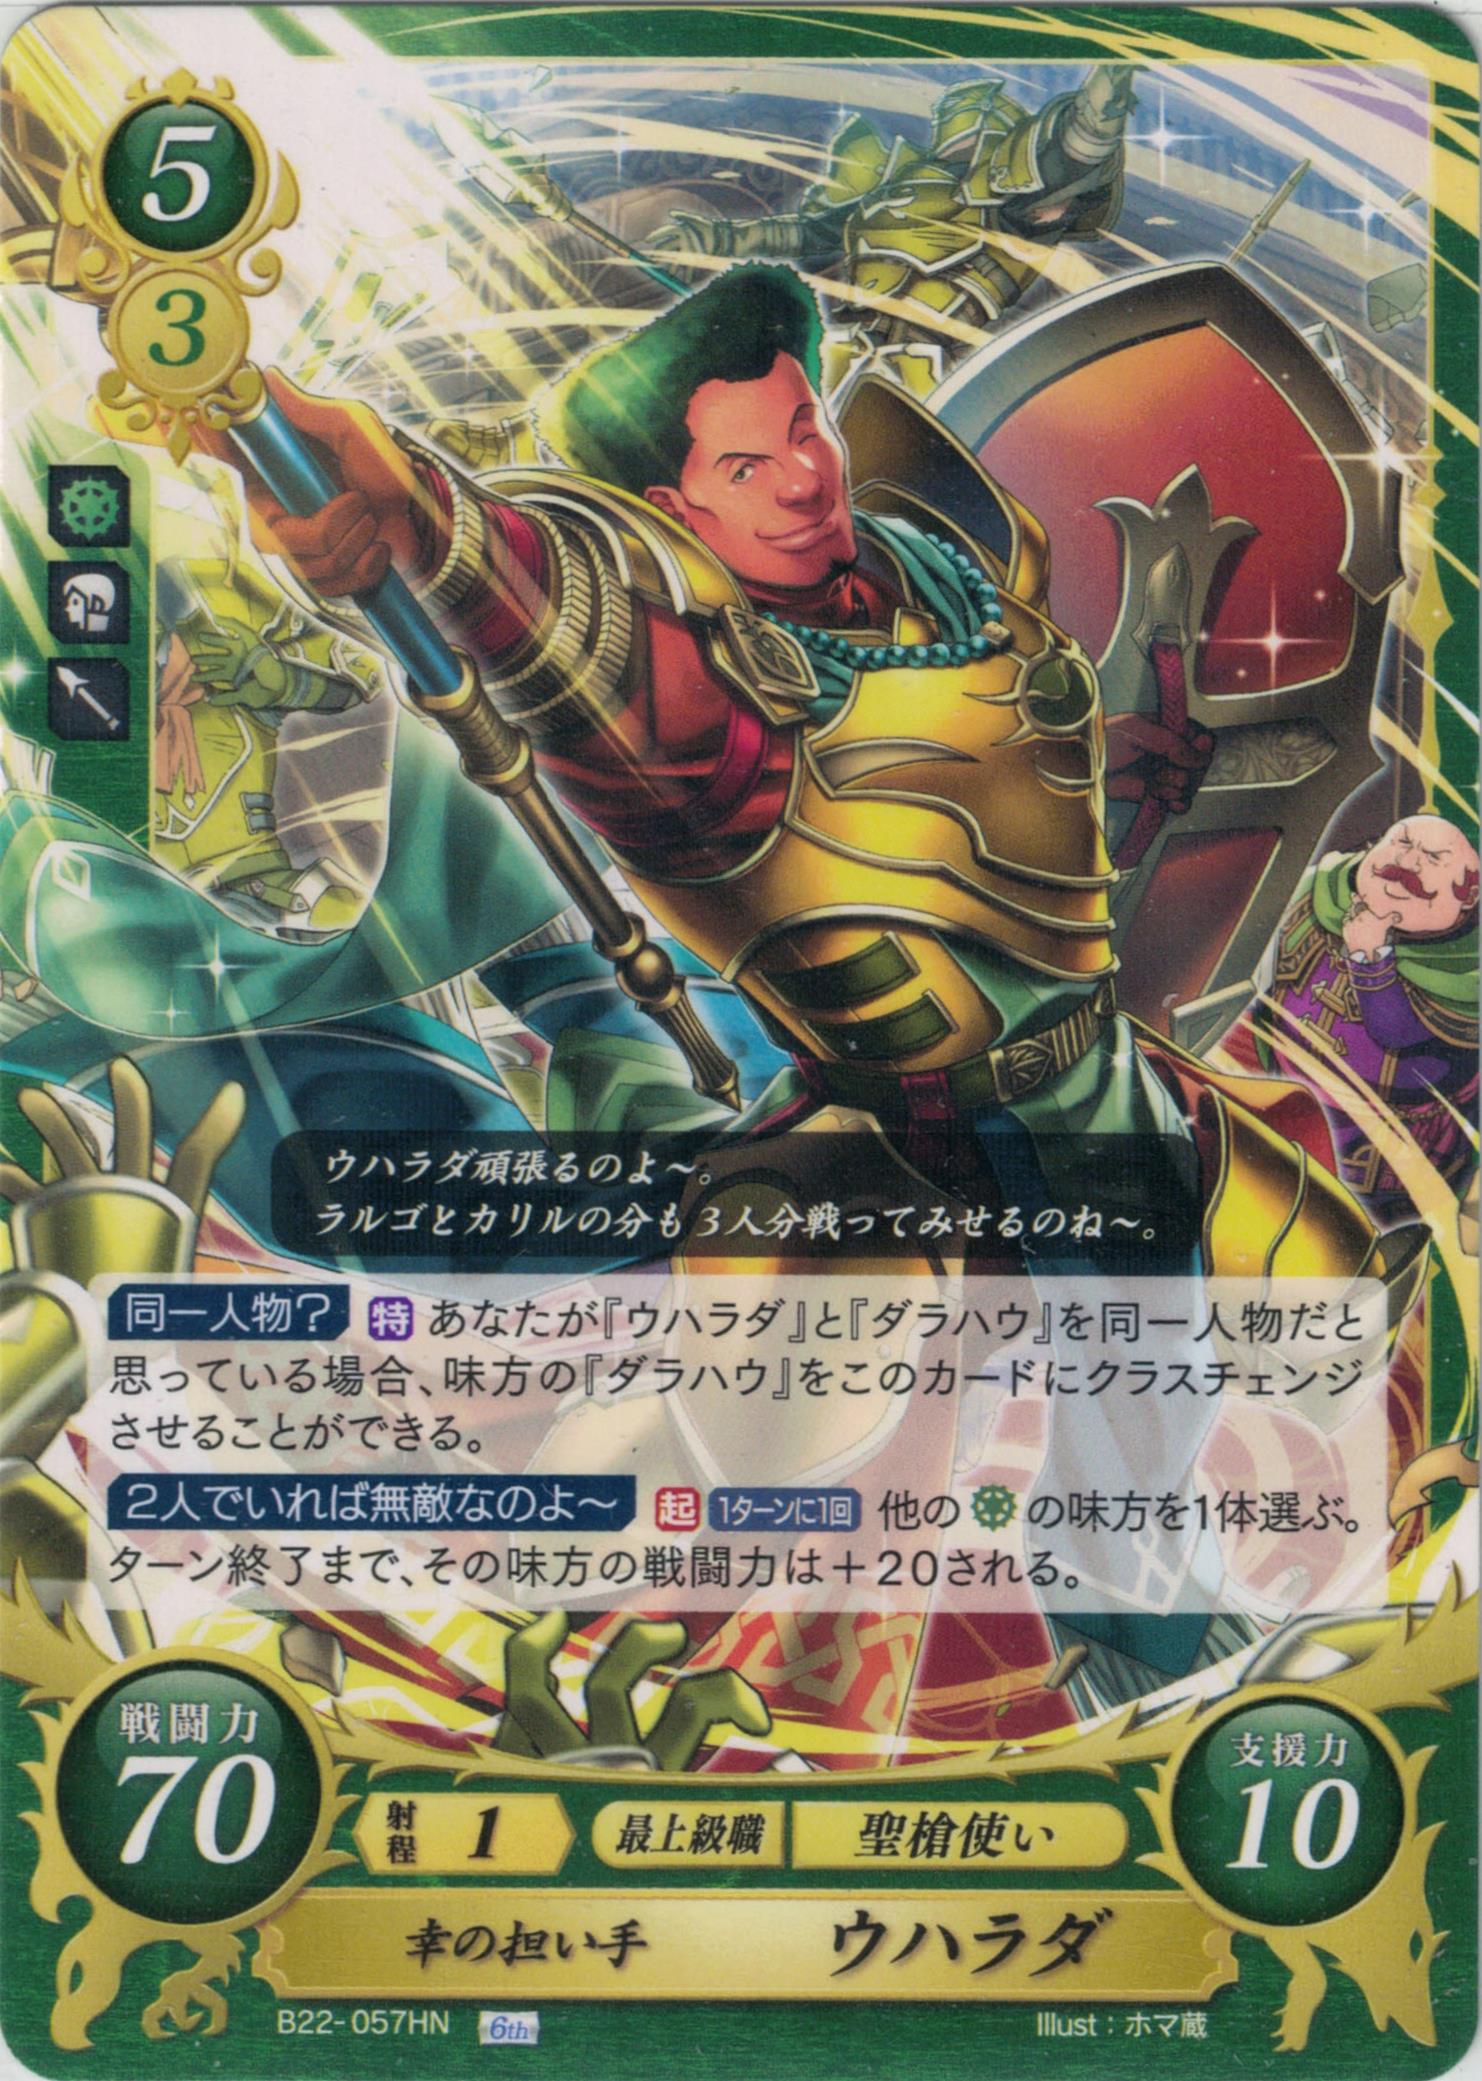 5
3
ウハラダ頑張るのよ～。
ラルゴとカリルの分も3人分戦ってみせるのね～。
同一人物？ 特 あなたが『ウハラダ』と『ダラハウ』を同一人物だと
思っている場合、味方の『ダラハウ』をこのカードにクラスチェンジ
させることができる。
2人でいれば無敵なのよ～ 起 1ターンに1回 他の の味方を1体選ぶ。
ターン終了まで、その味方の戦闘力は＋20される。
戦闘力
70
射程 1
最上級職 聖槍使い
支援力
10
幸の担い手 ウハラダ
B22-057HN 6th Illust：ホマ蔵